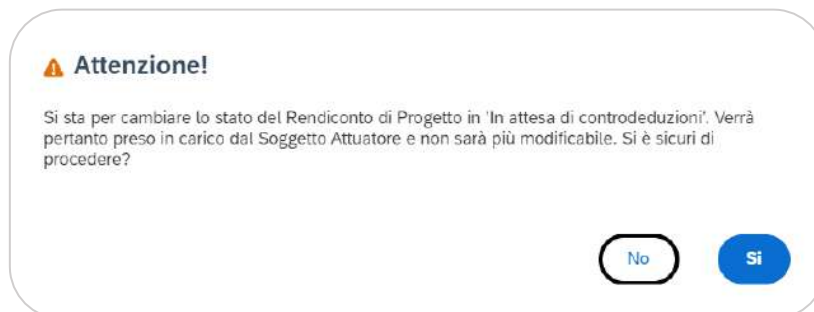 Attenzione!
Si sta per cambiare lo stato del Rendiconto di Progetto in 'In attesa di controdeduzioni'. Verrà
pertanto preso in carico dal Soggetto Attuatore e non sarà più modificabile. Si è sicuri di
procedere?
No
Si